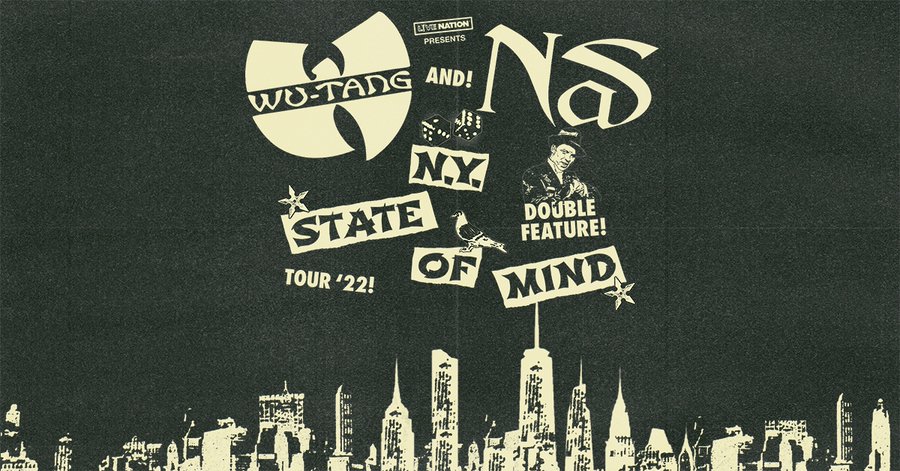 LIVE NATION
PRESENTS
WU-TANG
AND!
NAS
N.Y.
STATE
OF
MIND
DOUBLE
FEATURE!
TOUR '22!